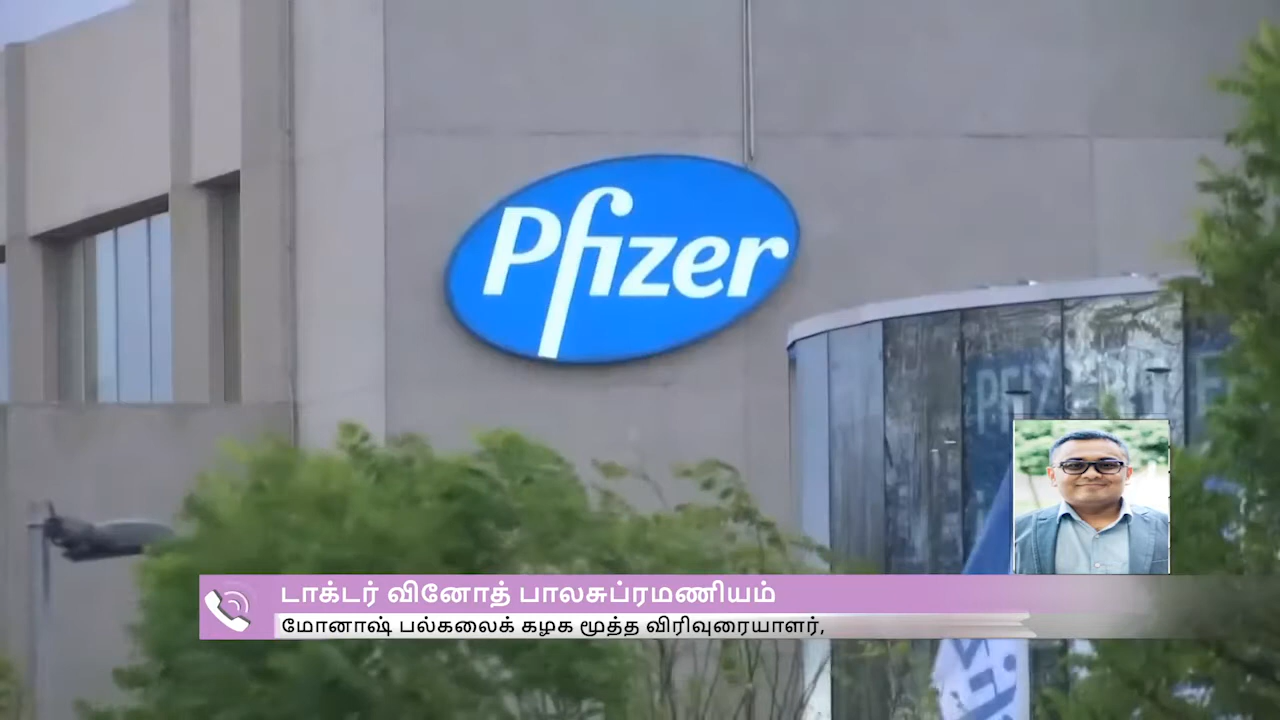 Pfizer
டாக்டர் வினோத் பாலசுப்ரமணியம்
மோனாஷ் பல்கலைக் கழக மூத்த விரிவுரையாளர்,